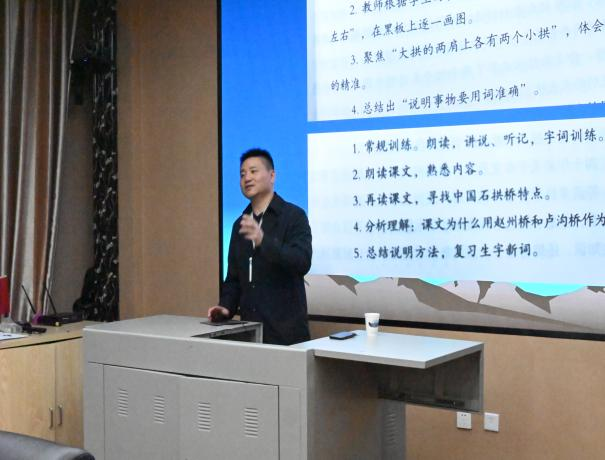 2. 教师根据学生
左右”，在黑板上逐一画图。
3. 聚焦“大拱的两肩上各有两个小拱”，体会
的精准。
4. 总结出“说明事物要用词准确”。
1. 常规训练。朗读，讲说、听记，字词训练。
2. 朗读课文，熟悉内容。
3. 再读课文，寻找中国石拱桥特点。
4. 分析理解：课文为什么用赵州桥和卢沟桥作为
5. 总结说明方法，复习生字新词。